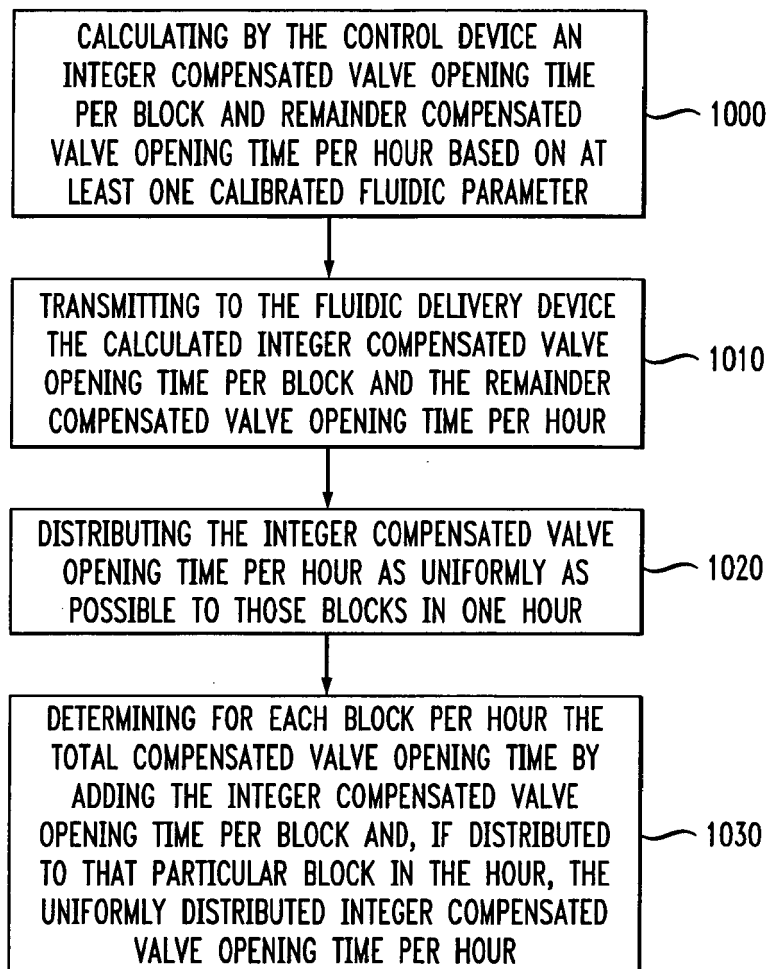 CALCULATING BY THE CONTROL DEVICE AN
INTEGER COMPENSATED VALVE OPENING TIME
PER BLOCK AND REMAINDER COMPENSATED
VALVE OPENING TIME PER HOUR BASED ON AT
LEAST ONE CALIBRATED FLUIDIC PARAMETER
1000
TRANSMITTING TO THE FLUIDIC DELIVERY DEVICE
THE CALCULATED INTEGER COMPENSATED VALVE
OPENING TIME PER BLOCK AND THE REMAINDER
COMPENSATED VALVE OPENING TIME PER HOUR
1010
DISTRIBUTING THE INTEGER COMPENSATED VALVE
OPENING TIME PER HOUR AS UNIFORMLY AS
POSSIBLE TO THOSE BLOCKS IN ONE HOUR
1020
DETERMINING FOR EACH BLOCK PER HOUR THE
TOTAL COMPENSATED VALVE OPENING TIME BY
ADDING THE INTEGER COMPENSATED VALVE
OPENING TIME PER BLOCK AND, IF DISTRIBUTED
TO THAT PARTICULAR BLOCK IN THE HOUR, THE
UNIFORMLY DISTRIBUTED INTEGER COMPENSATED
VALVE OPENING TIME PER HOUR
1030